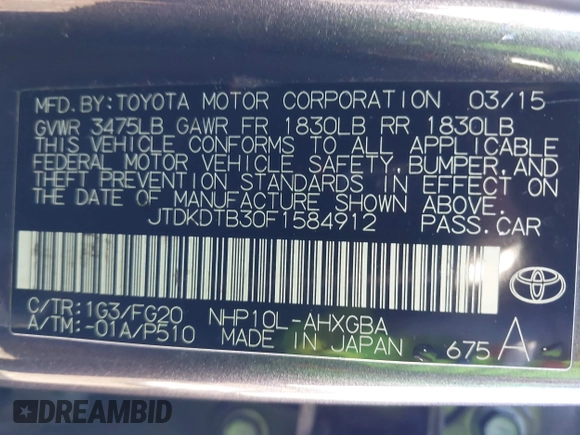 MFD. BY: TOYOTA MOTOR CORPORATION 03/15
GVWR 3475LB GAWR FR 1830LB RR 1830LB
THIS VEHICLE CONFORMS TO ALL APPLICABLE
FEDERAL MOTOR VEHICLE SAFETY, BUMPER, AND
THEFT PREVENTION STANDARDS IN EFFECT ON
THE DATE OF MANUFACTURE SHOWN ABOVE.
JTDKDTB30F1584912 PASS. CAR
C/TR: 1G3/FG20 NHP10L-AHXGBA
A/TM: -01A/P510 MADE IN JAPAN 675 A
DREAMBID